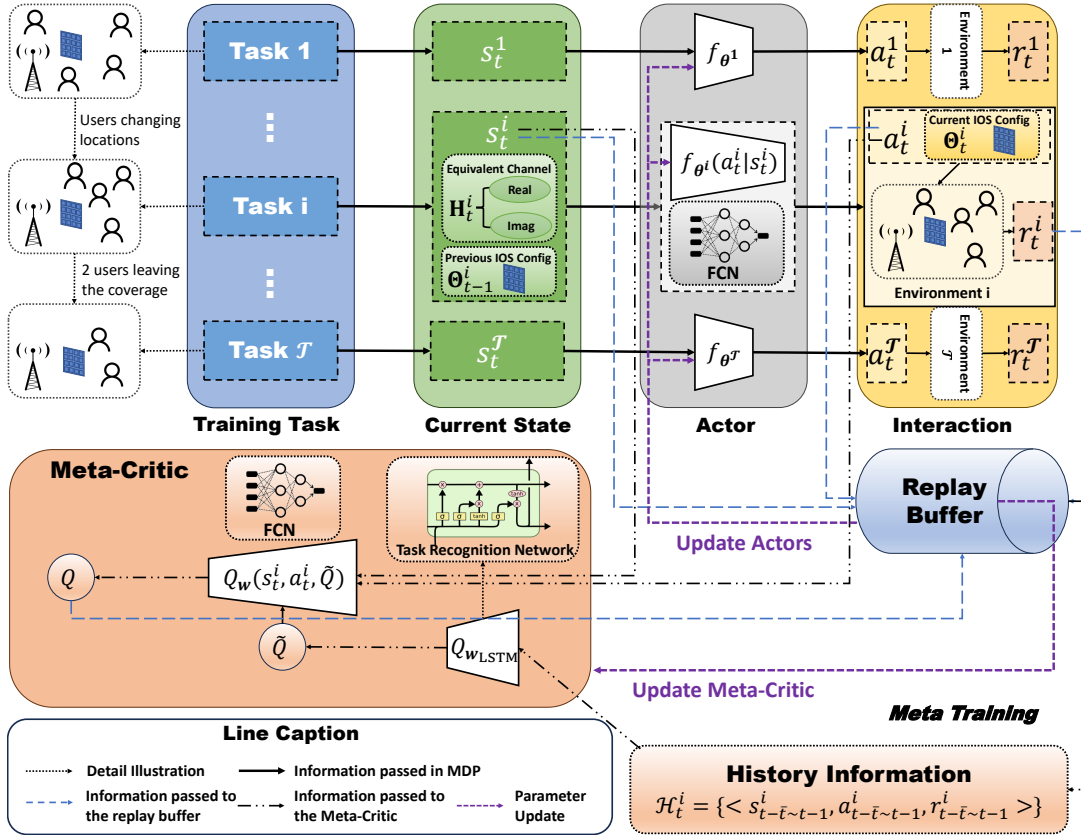 Task 1
Users changing
locations
Task i
2 users leaving
the coverage
Task 𝒯
Training Task
s_t^1
s_t^i
Equivalent Channel
H_t^i
Real
Imag
Previous IOS Config
Θ_{t-1}^i
s_t^𝒯
Current State
f_{θ^1}
f_{θ^i}(a_t^i|s_t^i)
FCN
f_{θ^𝒯}
Actor
a_t^1
Environment
1
r_t^1
Current IOS Config
a_t^i
Θ_t^i
r_t^i
Environment i
a_t^𝒯
Environment
𝒯
r_t^𝒯
Interaction
Meta-Critic
FCN
σ σ tanh σ
tanh
Task Recognition Network
Q
Q_w(s_t^i, a_t^i, Q̃)
Q̃
Q_{w_LSTM}
Replay
Buffer
Update Actors
Update Meta-Critic
Meta Training
Line Caption
Detail Illustration
Information passed in MDP
Information passed to
the replay buffer
Information passed to
the Meta-Critic
Parameter
Update
History Information
ℋ_t^i = {< s_{t-t̄~t-1}^i, a_{t-t̄~t-1}^i, r_{t-t̄~t-1}^i >}